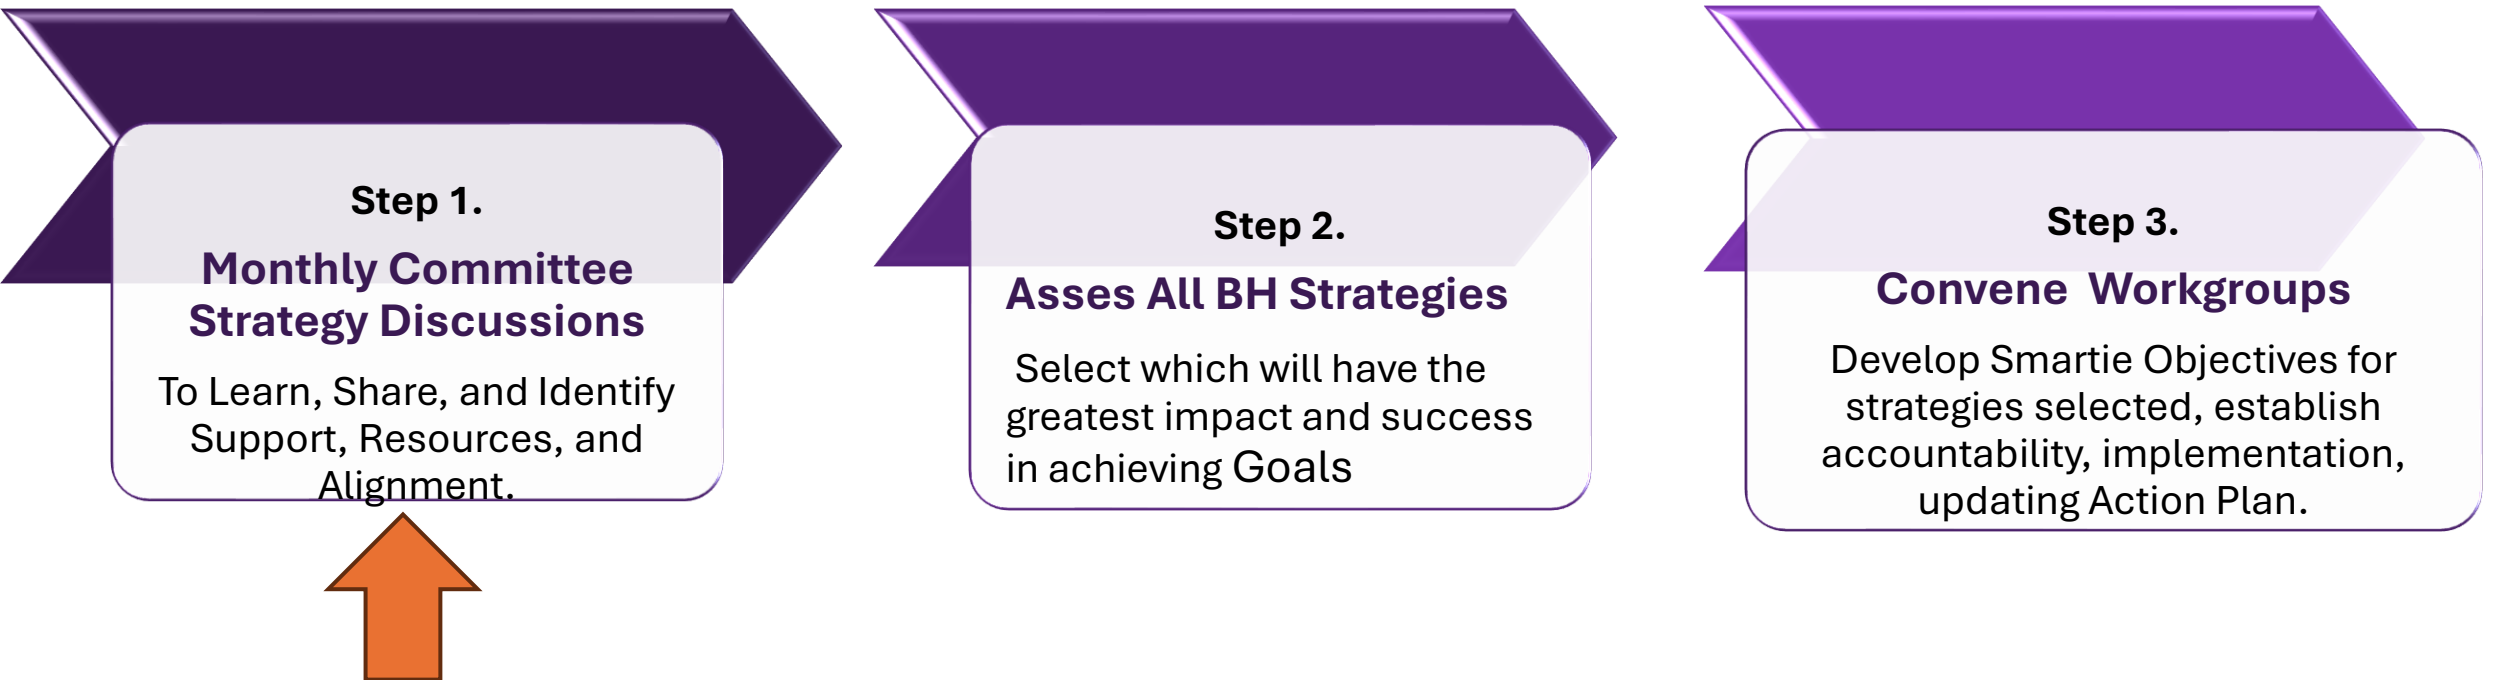 Step 1.
Monthly Committee
Strategy Discussions
To Learn, Share, and Identify
Support, Resources, and
Alignment.
Step 2.
Asses All BH Strategies
Select which will have the
greatest impact and success
in achieving Goals
Step 3.
Convene  Workgroups
Develop Smartie Objectives for
strategies selected, establish
accountability, implementation,
updating Action Plan.